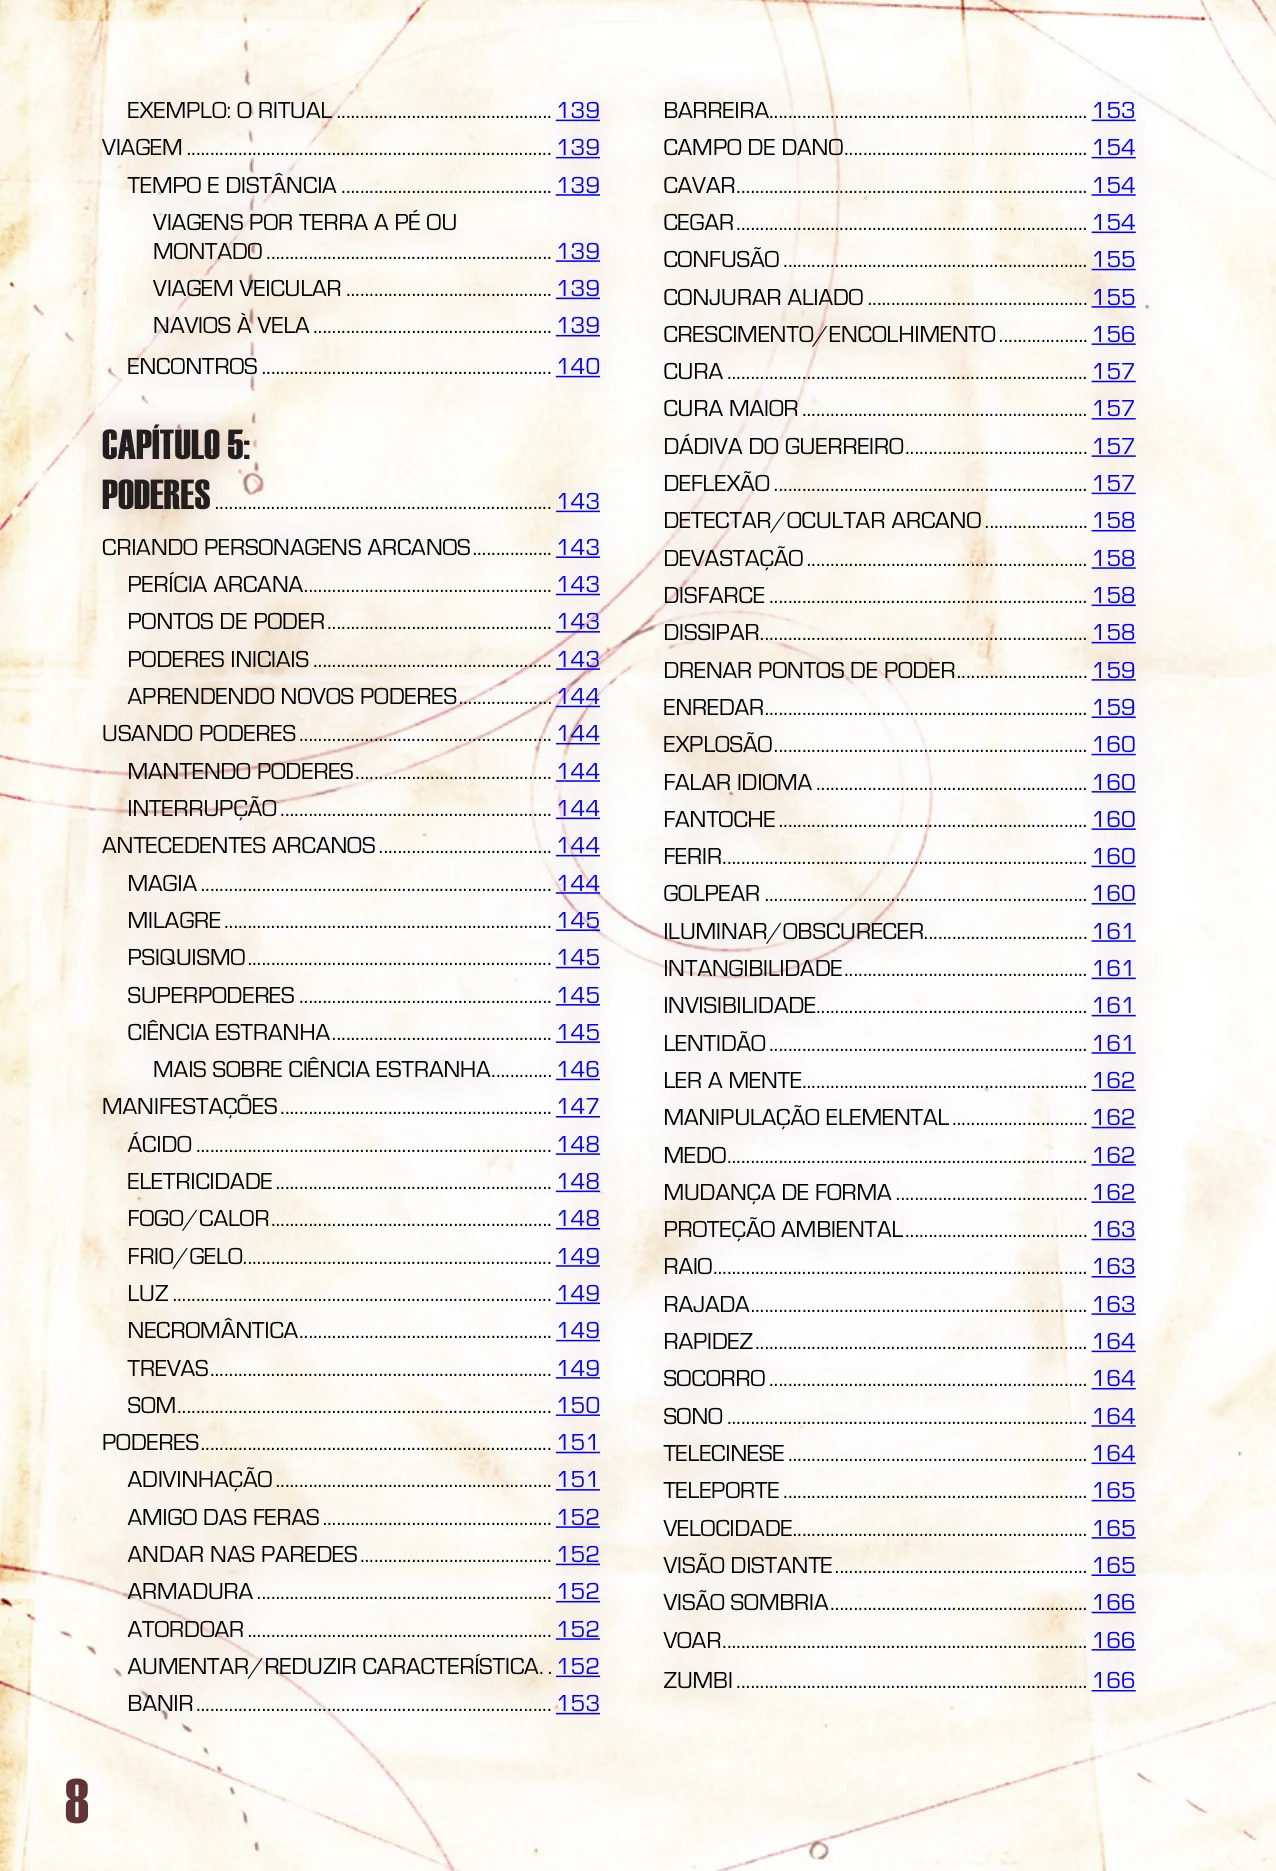 EXEMPLO: O RITUAL 139
VIAGEM 139
TEMPO E DISTÂNCIA 139
VIAGENS POR TERRA A PÉ OU
MONTADO 139
VIAGEM VEICULAR 139
NAVIOS À VELA 139
ENCONTROS 140
CAPÍTULO 5:
PODERES 143
CRIANDO PERSONAGENS ARCANOS 143
PERÍCIA ARCANA 143
PONTOS DE PODER 143
PODERES INICIAIS 143
APRENDENDO NOVOS PODERES 144
USANDO PODERES 144
MANTENDO PODERES 144
INTERRUPÇÃO 144
ANTECEDENTES ARCANOS 144
MAGIA 144
MILAGRE 145
PSIQUISMO 145
SUPERPODERES 145
CIÊNCIA ESTRANHA 145
MAIS SOBRE CIÊNCIA ESTRANHA 146
MANIFESTAÇÕES 147
ÁCIDO 148
ELETRICIDADE 148
FOGO/CALOR 148
FRIO/GELO 149
LUZ 149
NECROMÂNTICA 149
TREVAS 149
SOM 150
PODERES 151
ADIVINHAÇÃO 151
AMIGO DAS FERAS 152
ANDAR NAS PAREDES 152
ARMADURA 152
ATORDOAR 152
AUMENTAR/REDUZIR CARACTERÍSTICA 152
BANIR 153
BARREIRA 153
CAMPO DE DANO 154
CAVAR 154
CEGAR 154
CONFUSÃO 155
CONJURAR ALIADO 155
CRESCIMENTO/ENCOLHIMENTO 156
CURA 157
CURA MAIOR 157
DÁDIVA DO GUERREIRO 157
DEFLEXÃO 157
DETECTAR/OCULTAR ARCANO 158
DEVASTAÇÃO 158
DISFARCE 158
DISSIPAR 158
DRENAR PONTOS DE PODER 159
ENREDAR 159
EXPLOSÃO 160
FALAR IDIOMA 160
FANTOCHE 160
FERIR 160
GOLPEAR 160
ILUMINAR/OBSCURECER 161
INTANGIBILIDADE 161
INVISIBILIDADE 161
LENTIDÃO 161
LER A MENTE 162
MANIPULAÇÃO ELEMENTAL 162
MEDO 162
MUDANÇA DE FORMA 162
PROTEÇÃO AMBIENTAL 163
RAIO 163
RAJADA 163
RAPIDEZ 164
SOCORRO 164
SONO 164
TELECINESE 164
TELEPORTE 165
VELOCIDADE 165
VISÃO DISTANTE 165
VISÃO SOMBRIA 166
VOAR 166
ZUMBI 166
8